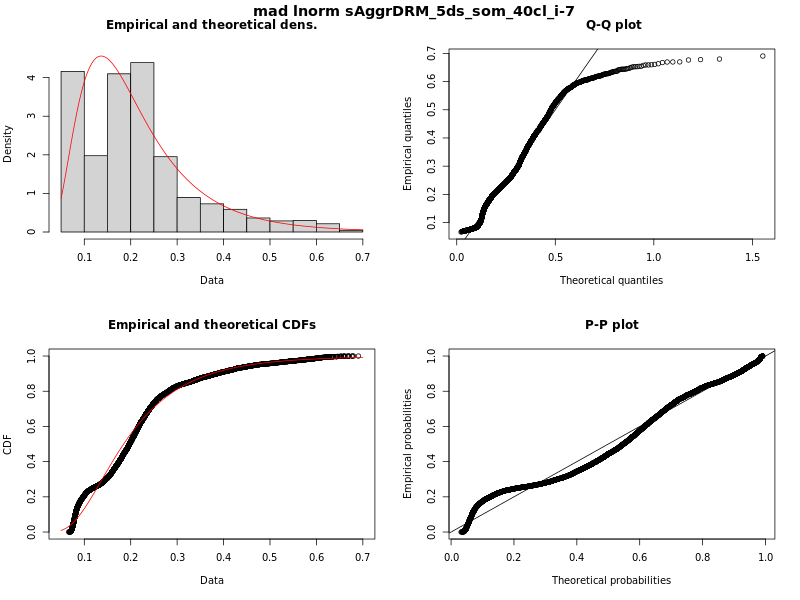 mad lnorm sAggrDRM_5ds_som_40cl_i-7
Empirical and theoretical dens.
Density
0 1 2 3 4
0.1 0.2 0.3 0.4 0.5 0.6 0.7
Data
Q-Q plot
Empirical quantiles
0.1 0.2 0.3 0.4 0.5 0.6 0.7
0.0 0.5 1.0 1.5
Theoretical quantiles
Empirical and theoretical CDFs
CDF
0.0 0.2 0.4 0.6 0.8 1.0
0.1 0.2 0.3 0.4 0.5 0.6 0.7
Data
P-P plot
Empirical probabilities
0.0 0.2 0.4 0.6 0.8 1.0
0.0 0.2 0.4 0.6 0.8 1.0
Theoretical probabilities